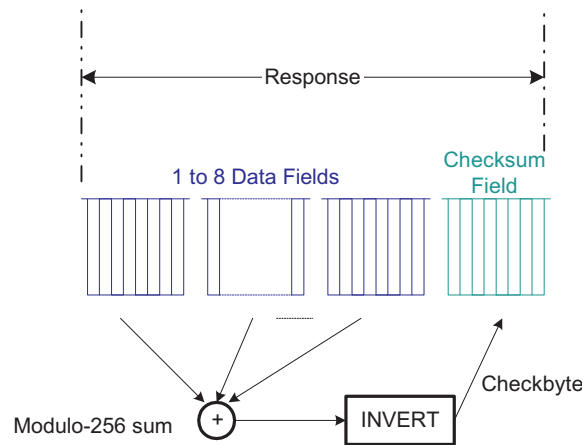 Response
1 to 8 Data Fields
Checksum
Field
Checkbyte
Modulo-256 sum
+
INVERT